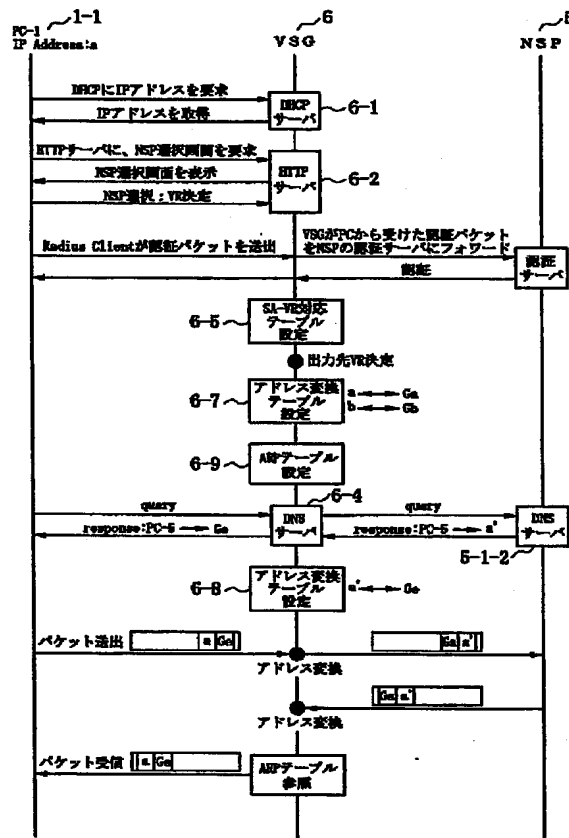 PC-1
IP Address:a
1-1
6
VSG
NSP
DHCPにIPアドレスを要求
IPアドレスを取得
DHCP
サーバ
6-1
HTTPサーバに、NSP選択画面を要求
NSP選択画面を表示
NSP選択;VR決定
HTTP
サーバ
6-2
Radius Clientが認証パケットを送出
VSGがPCから受けた認証パケット
をNSPの認証サーバにフォワード
認証
認証
サーバ
6-5
SA-VR対応
テーブル
設定
出力先VR決定
6-7
アドレス変換
テーブル
設定
a Ga
b Gb
6-9
ARPテーブル
設定
6-4
query
response:PC-5 Ge
DNS
サーバ
query
response:PC-5 a'
DNS
サーバ
5-1-2
6-8
アドレス変換
テーブル
設定
a' Ge
パケット送出
a Ge
Ga a'
アドレス変換
Ga a'
アドレス変換
パケット受信
a Ge
ARPテーブル
参照